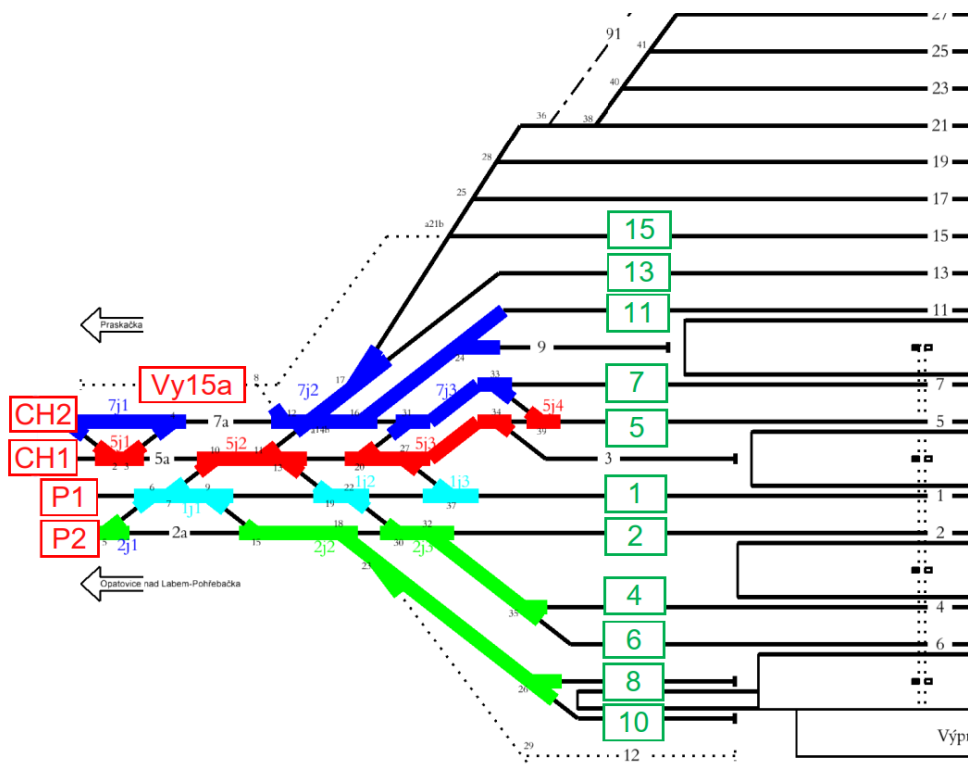 27
91
41
25
40
23
36
38
21
28
19
25
17
a21b
15
15
13
13
11
11
Praskačka
9
24
Vy15a
8
17
7j2
7j3
33
7
7
CH2
7j1
4
7a
12
a14b
16
31
34
5j4
39
5
5
CH1
5j1
2 3
5a
10
5j2
11
13
20
27
5j3
3
P1
6
7
9
1j1
19
22
1j2
1j3
37
1
1
P2
5
2j1
2a
15
2j2
18
23
30
2j3
32
2
2
Opatovice nad Labem-Pohřebačka
35
4
4
6
6
26
8
10
29
12
Výpr